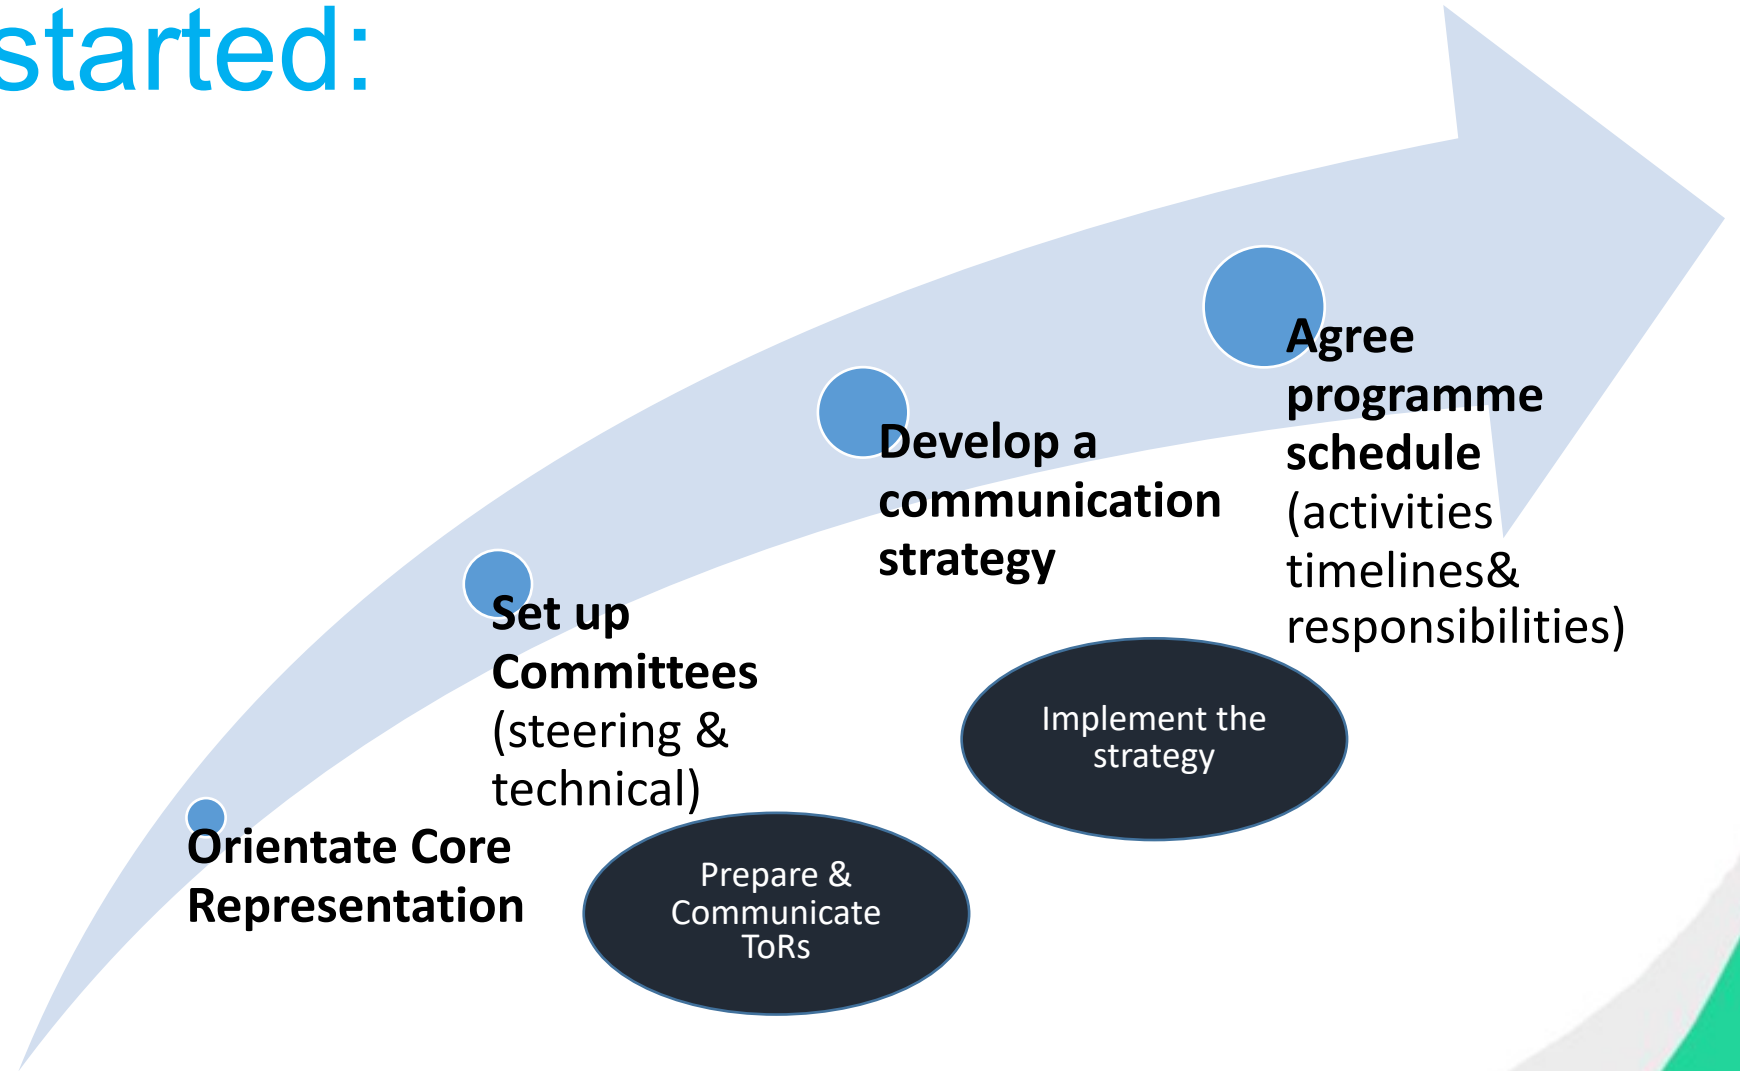 started:
Orientate Core
Representation
Set up
Committees
(steering &
technical)
Prepare &
Communicate
ToRs
Develop a
communication
strategy
Implement the
strategy
Agree
programme
schedule
(activities
timelines&
responsibilities)